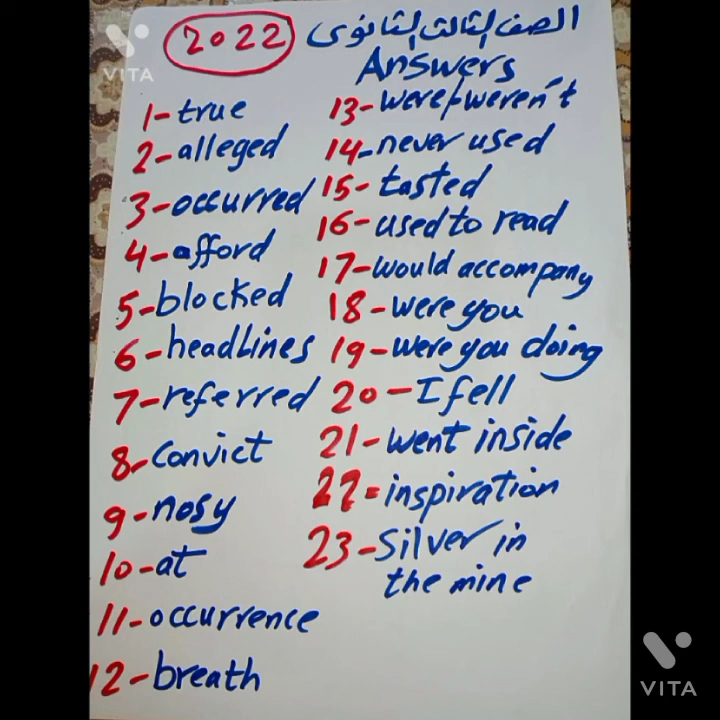 VITA
2022
الصف الثالث الثانوى
Answers
1-true
2-alleged
3-occurred
4-afford
5-blocked
6-headlines
7-referred
8-convict
9-nosy
10-at
11-occurrence
12-breath
13-were/weren't
14-never used
15-tasted
16-used to read
17-would accompany
18-were you
19-were you doing
20-I fell
21-went inside
22=inspiration
23-Silver in
the mine
VITA